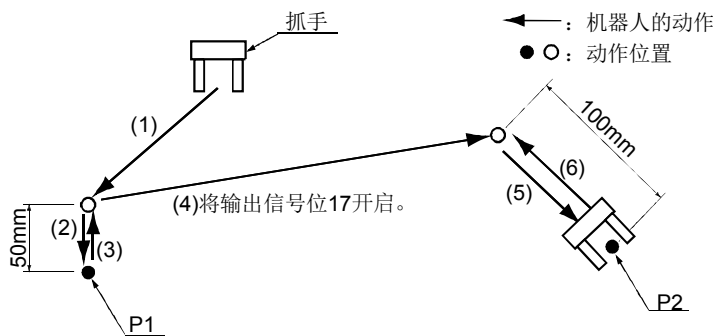 抓手
：机器人的动作
：动作位置
(1)
100mm
(6)
(5)
(4)将输出信号位17开启。
50mm
(2)
(3)
P1
P2